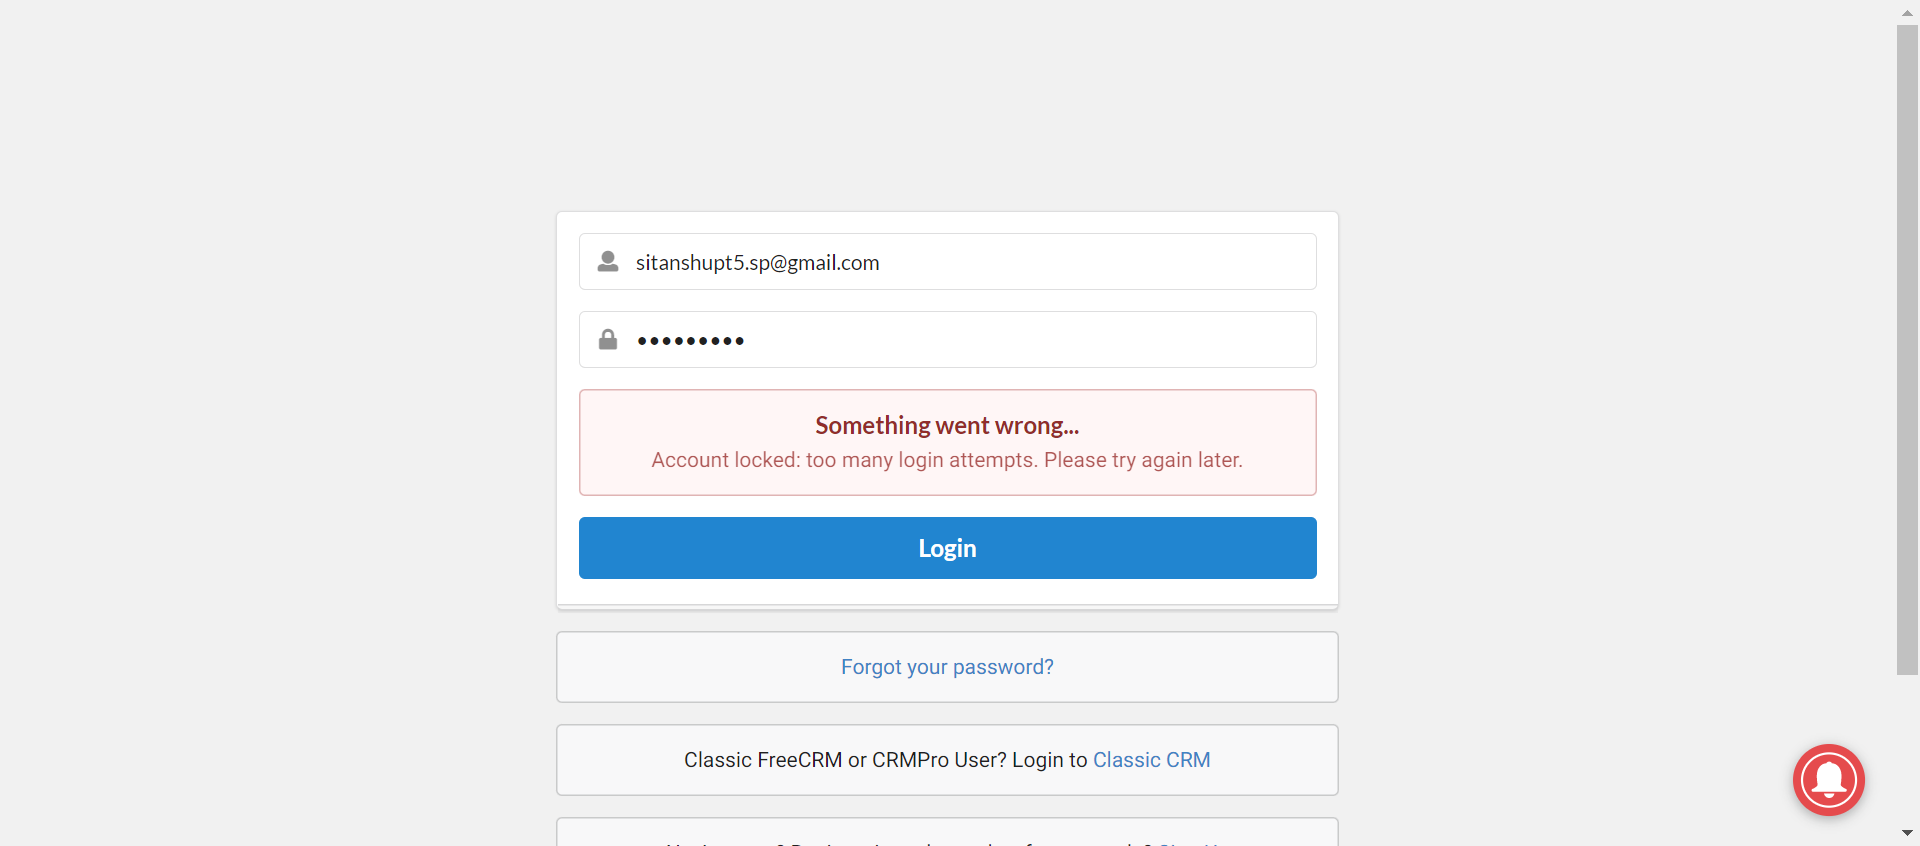 sitanshupt5.sp@gmail.com
•••••••••
Something went wrong...
Account locked: too many login attempts. Please try again later.
Login
Forgot your password?
Classic FreeCRM or CRMPro User? Login to Classic CRM